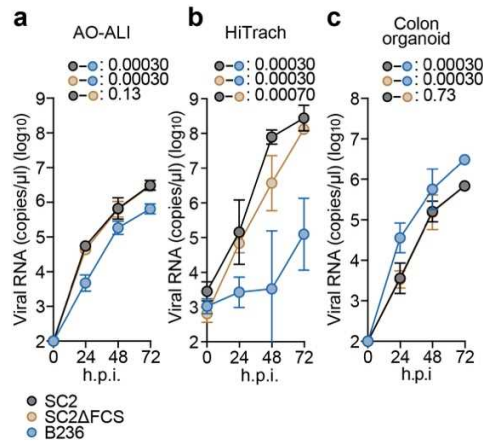 a
AO-ALI
: 0.00030
: 0.00030
: 0.13
Viral RNA (copies/µl) (log10)
9
8
7
6
5
4
3
2
0 24 48 72
h.p.i.
b
HiTrach
: 0.00030
: 0.00030
: 0.00070
Viral RNA (copies/µl) (log10)
9
8
7
6
5
4
3
2
0 24 48 72
h.p.i.
c
Colon
organoid
: 0.00030
: 0.00030
: 0.73
Viral RNA (copies/µl) (log10)
8
7
6
5
4
3
2
0 24 48 72
h.p.i
SC2
SC2ΔFCS
B236